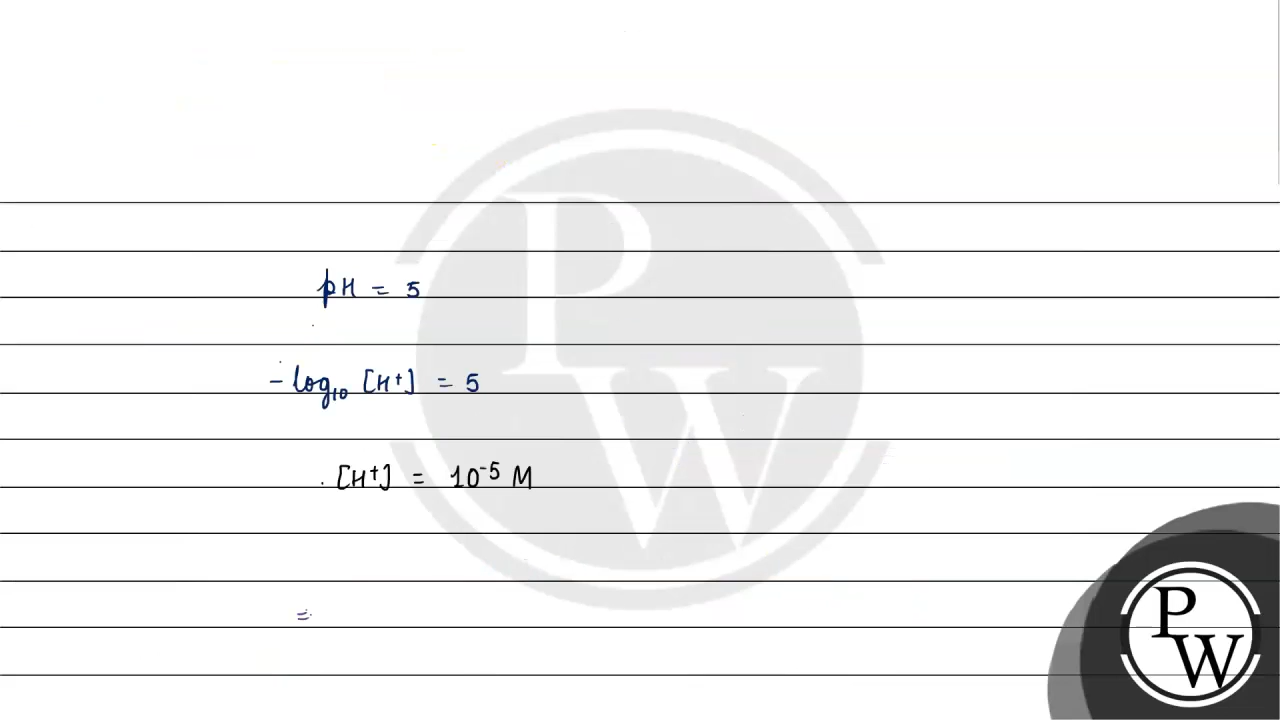 pH = 5
-log₁₀ [H⁺] = 5
[H⁺] = 10⁻⁵ M
=
P
W
P
W